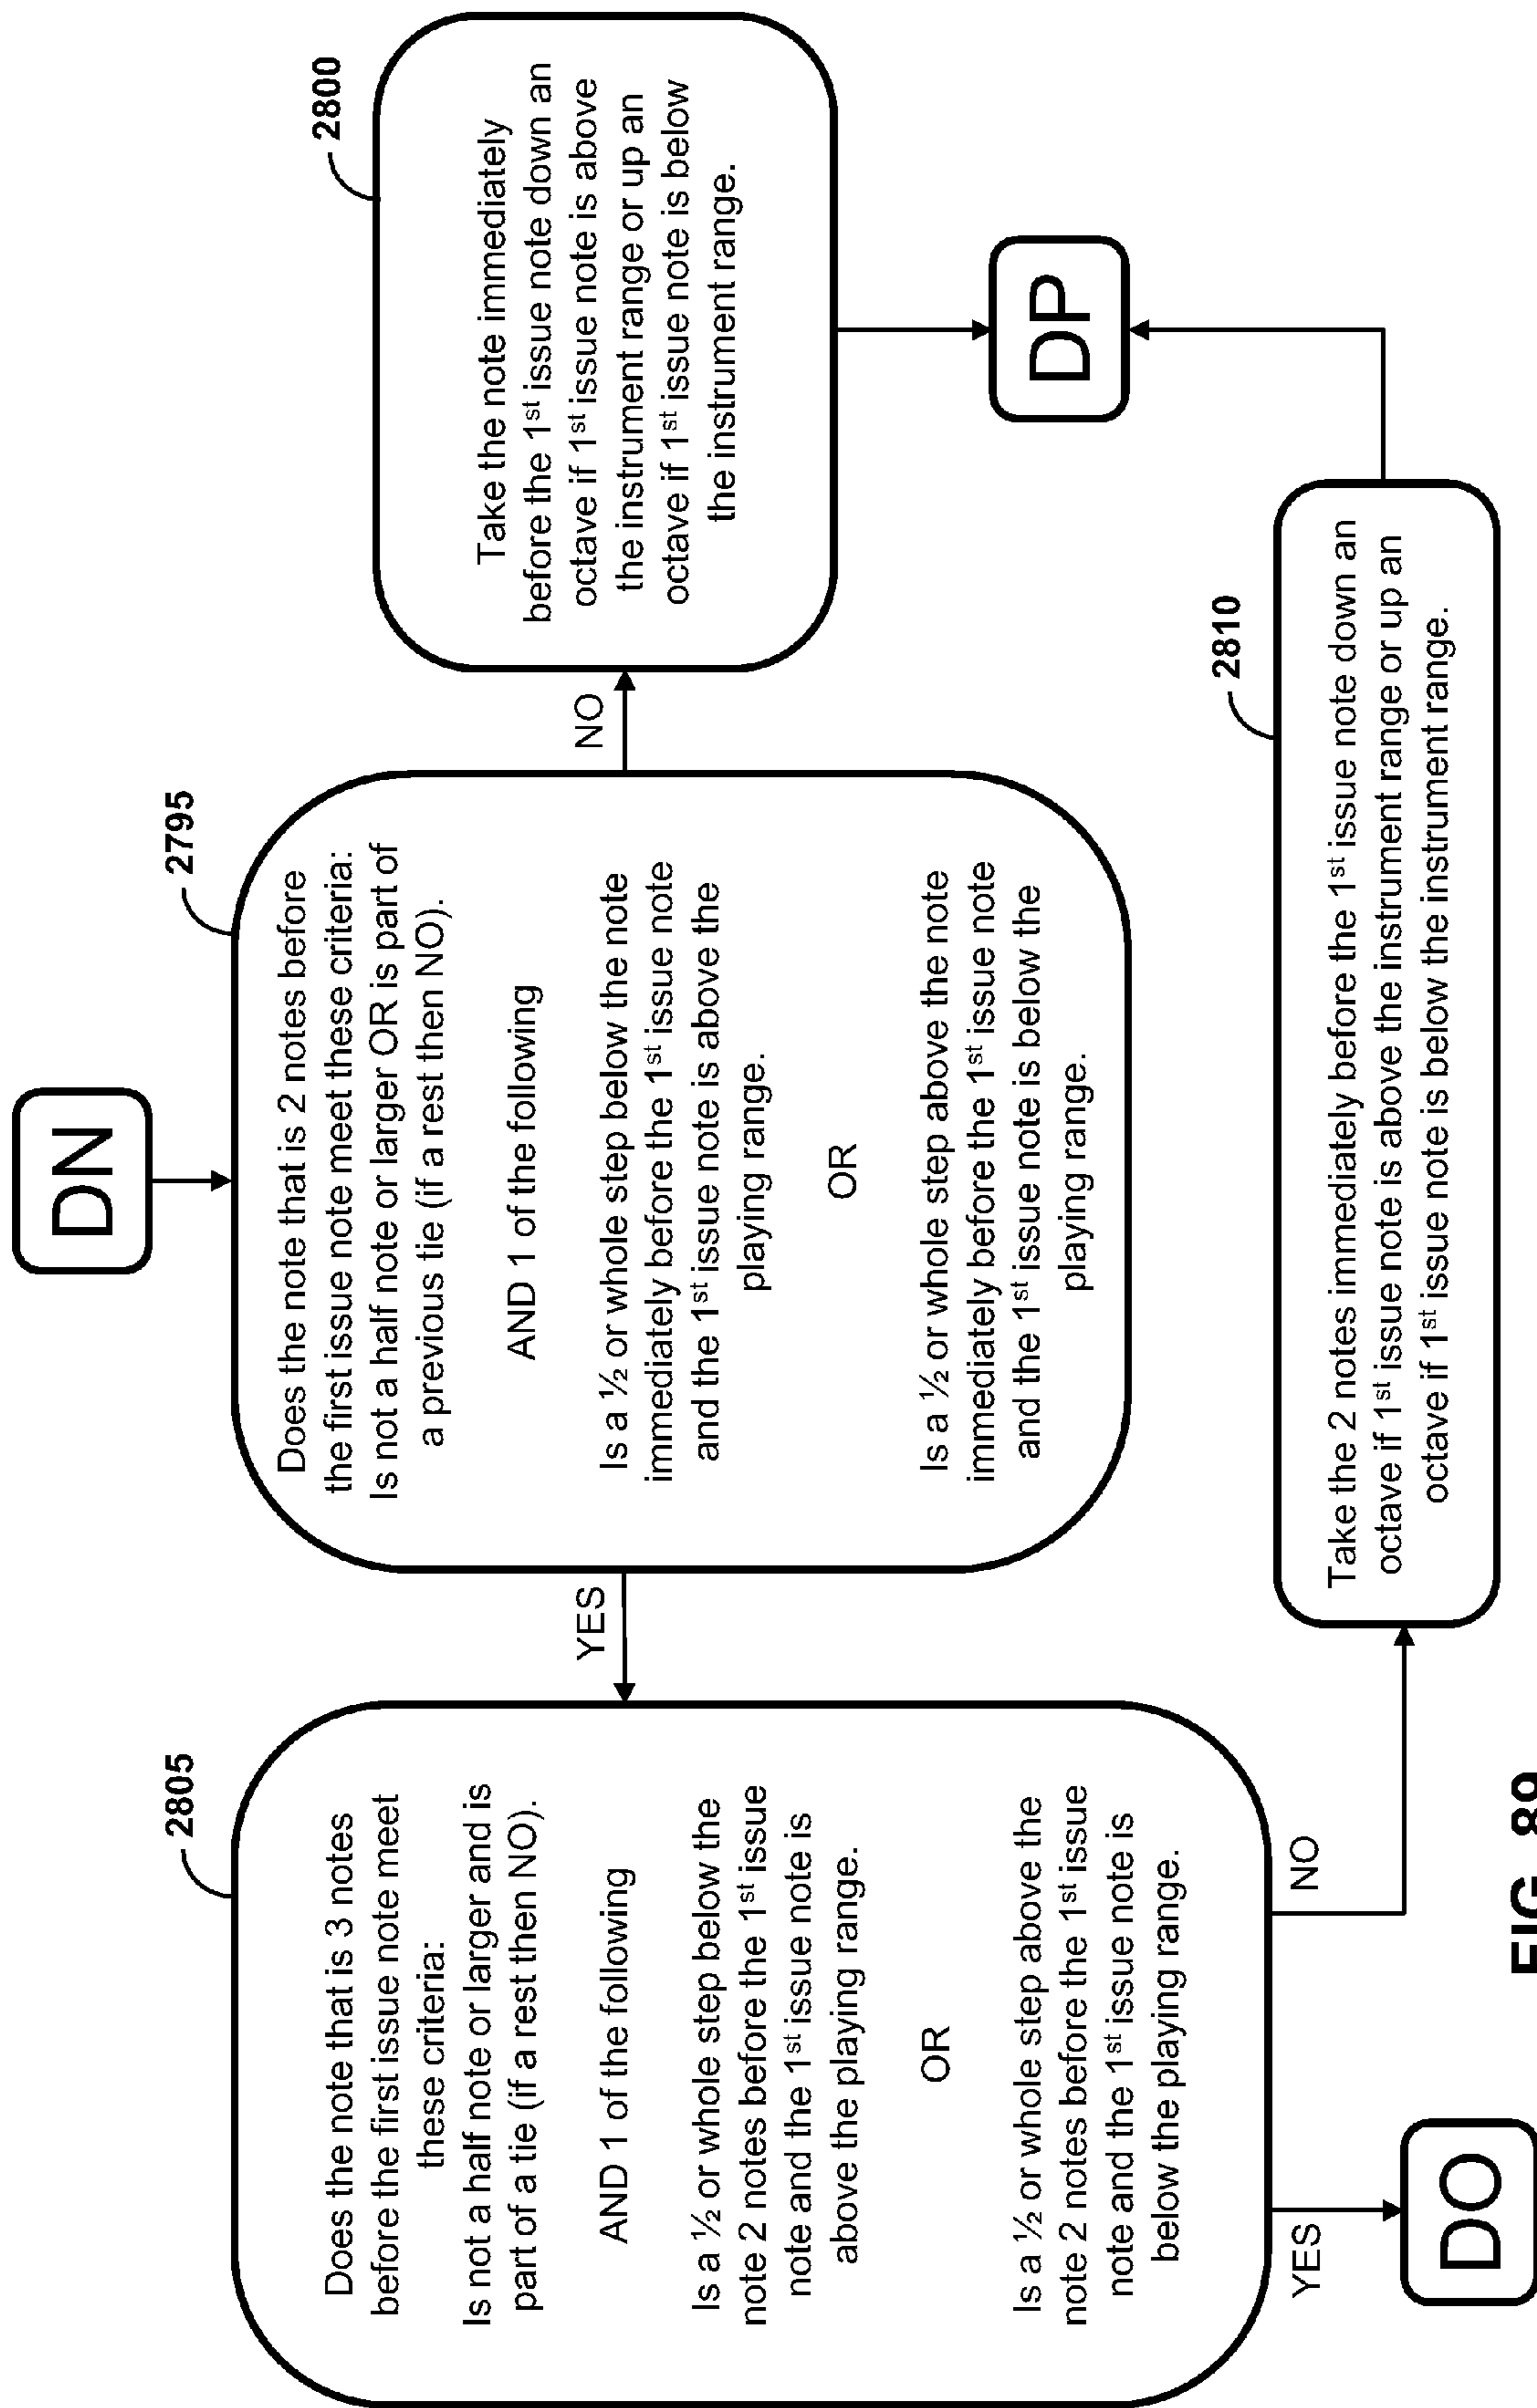 DN
2795
Does the note that is 2 notes before
the first issue note meet these criteria:
Is not a half note or larger OR is part of
a previous tie (if a rest then NO).
AND 1 of the following
Is a ½ or whole step below the note
immediately before the 1st issue note
and the 1st issue note is above the
playing range.
OR
Is a ½ or whole step above the note
immediately before the 1st issue note
and the 1st issue note is below the
playing range.
NO
2800
Take the note immediately
before the 1st issue note down an
octave if 1st issue note is above
the instrument range or up an
octave if 1st issue note is below
the instrument range.
YES
2805
Does the note that is 3 notes
before the first issue note meet
these criteria:
Is not a half note or larger and is
part of a tie (if a rest then NO).
AND 1 of the following
Is a ½ or whole step below the
note 2 notes before the 1st issue
note and the 1st issue note is
above the playing range.
OR
Is a ½ or whole step above the
note 2 notes before the 1st issue
note and the 1st issue note is
below the playing range.
YES
DO
NO
2810
Take the 2 notes immediately before the 1st issue note down an
octave if 1st issue note is above the instrument range or up an
octave if 1st issue note is below the instrument range.
DP
FIG. 89